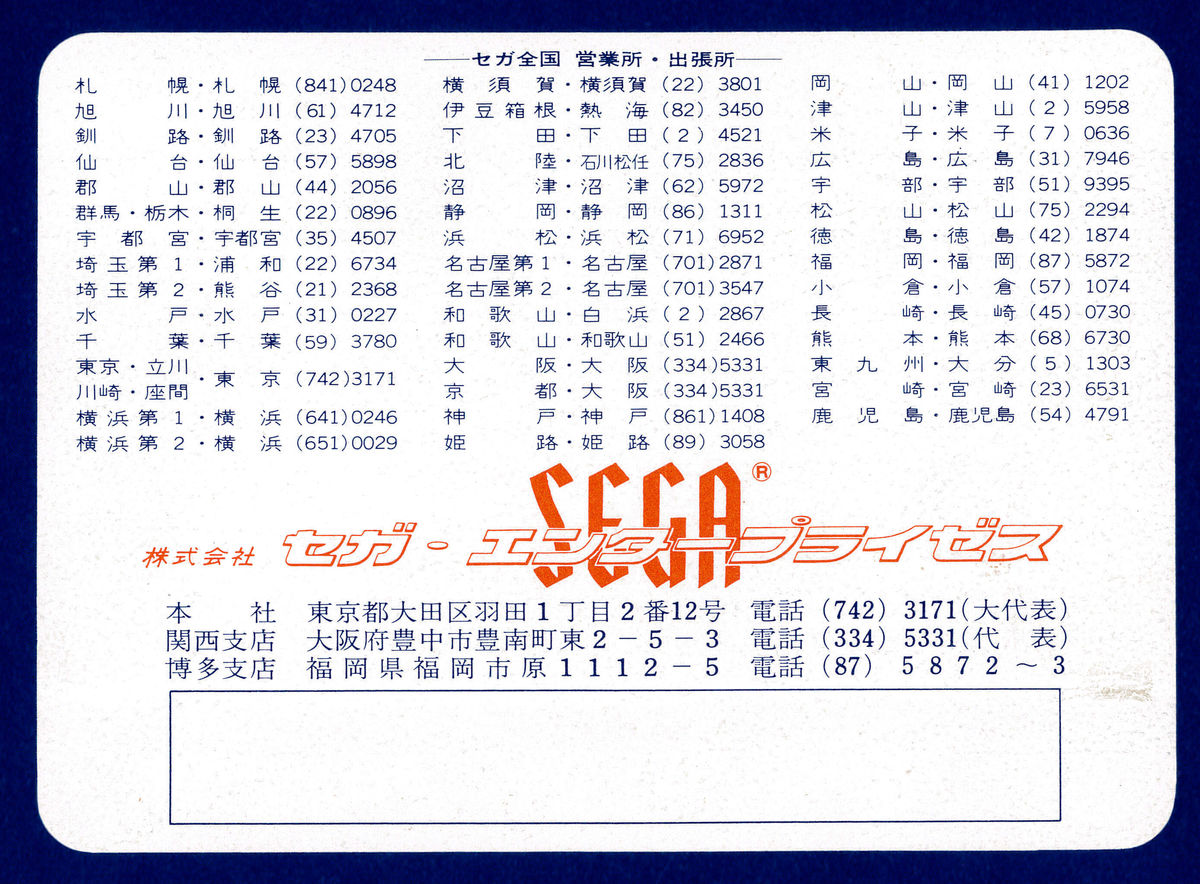 セガ全国 営業所・出張所
札幌・札幌 (841)0248
旭川・旭川 (61) 4712
釧路・釧路 (23) 4705
仙台・仙台 (57) 5898
郡山・郡山 (44) 2056
群馬・栃木・桐生 (22) 0896
宇都宮・宇都宮 (35) 4507
埼玉第1・浦和 (22) 6734
埼玉第2・熊谷 (21) 2368
水戸・水戸 (31) 0227
千葉・千葉 (59) 3780
東京・立川
川崎・座間・東京 (742)3171
横浜第1・横浜 (641)0246
横浜第2・横浜 (651)0029
横須賀・横須賀 (22) 3801
伊豆箱根・熱海 (82) 3450
下田・下田 (2) 4521
北陸・石川松任 (75) 2836
沼津・沼津 (62) 5972
静岡・静岡 (86) 1311
浜松・浜松 (71) 6952
名古屋第1・名古屋 (701)2871
名古屋第2・名古屋 (701)3547
和歌山・白浜 (2) 2867
和歌山・和歌山 (51) 2466
大阪・大阪 (334)5331
京都・大阪 (334)5331
神戸・神戸 (861)1408
姫路・姫路 (89) 3058
岡山・岡山 (41) 1202
津山・津山 (2) 5958
米子・米子 (7) 0636
広島・広島 (31) 7946
宇部・宇部 (51) 9395
松山・松山 (75) 2294
徳島・徳島 (42) 1874
福岡・福岡 (87) 5872
小倉・小倉 (57) 1074
長崎・長崎 (45) 0730
熊本・熊本 (68) 6730
東九州・大分 (5) 1303
宮崎・宮崎 (23) 6531
鹿児島・鹿児島 (54) 4791
SEGA®
株式会社 セガ・エンタープライゼス
本社 東京都大田区羽田1丁目2番12号 電話 (742) 3171(大代表)
関西支店 大阪府豊中市豊南町東2-5-3 電話 (334) 5331(代表)
博多支店 福岡県福岡市原1112-5 電話 (87) 5872～3